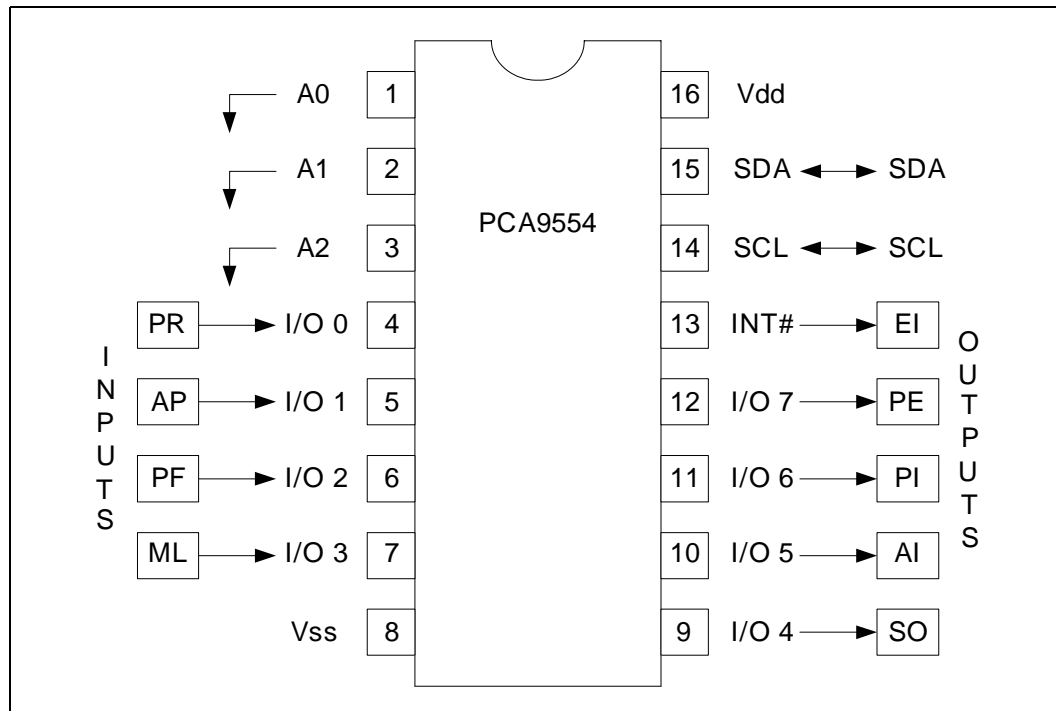 A0 1 16 Vdd
A1 2 15 SDA SDA
PCA9554
A2 3 14 SCL SCL
PR I/O 0 4 13 INT# EI
AP I/O 1 5 12 I/O 7 PE
PF I/O 2 6 11 I/O 6 PI
ML I/O 3 7 10 I/O 5 AI
Vss 8 9 I/O 4 SO
INPUTS
OUTPUTS